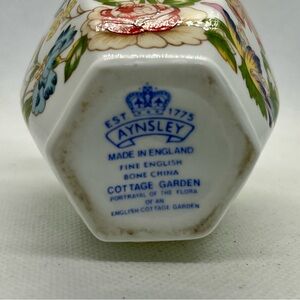 EST 1775
AYNSLEY
MADE IN ENGLAND
FINE ENGLISH
BONE CHINA
COTTAGE GARDEN
PORTRAYAL OF THE FLORA
OF AN
ENGLISH COTTAGE GARDEN